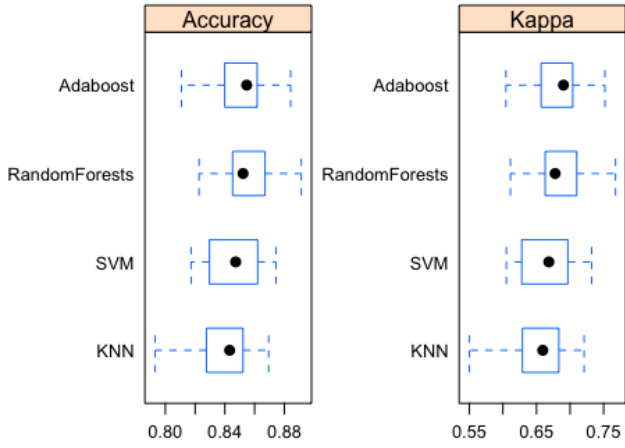 Accuracy
Adaboost
RandomForests
SVM
KNN
0.80 0.84 0.88
Kappa
Adaboost
RandomForests
SVM
KNN
0.55 0.65 0.75